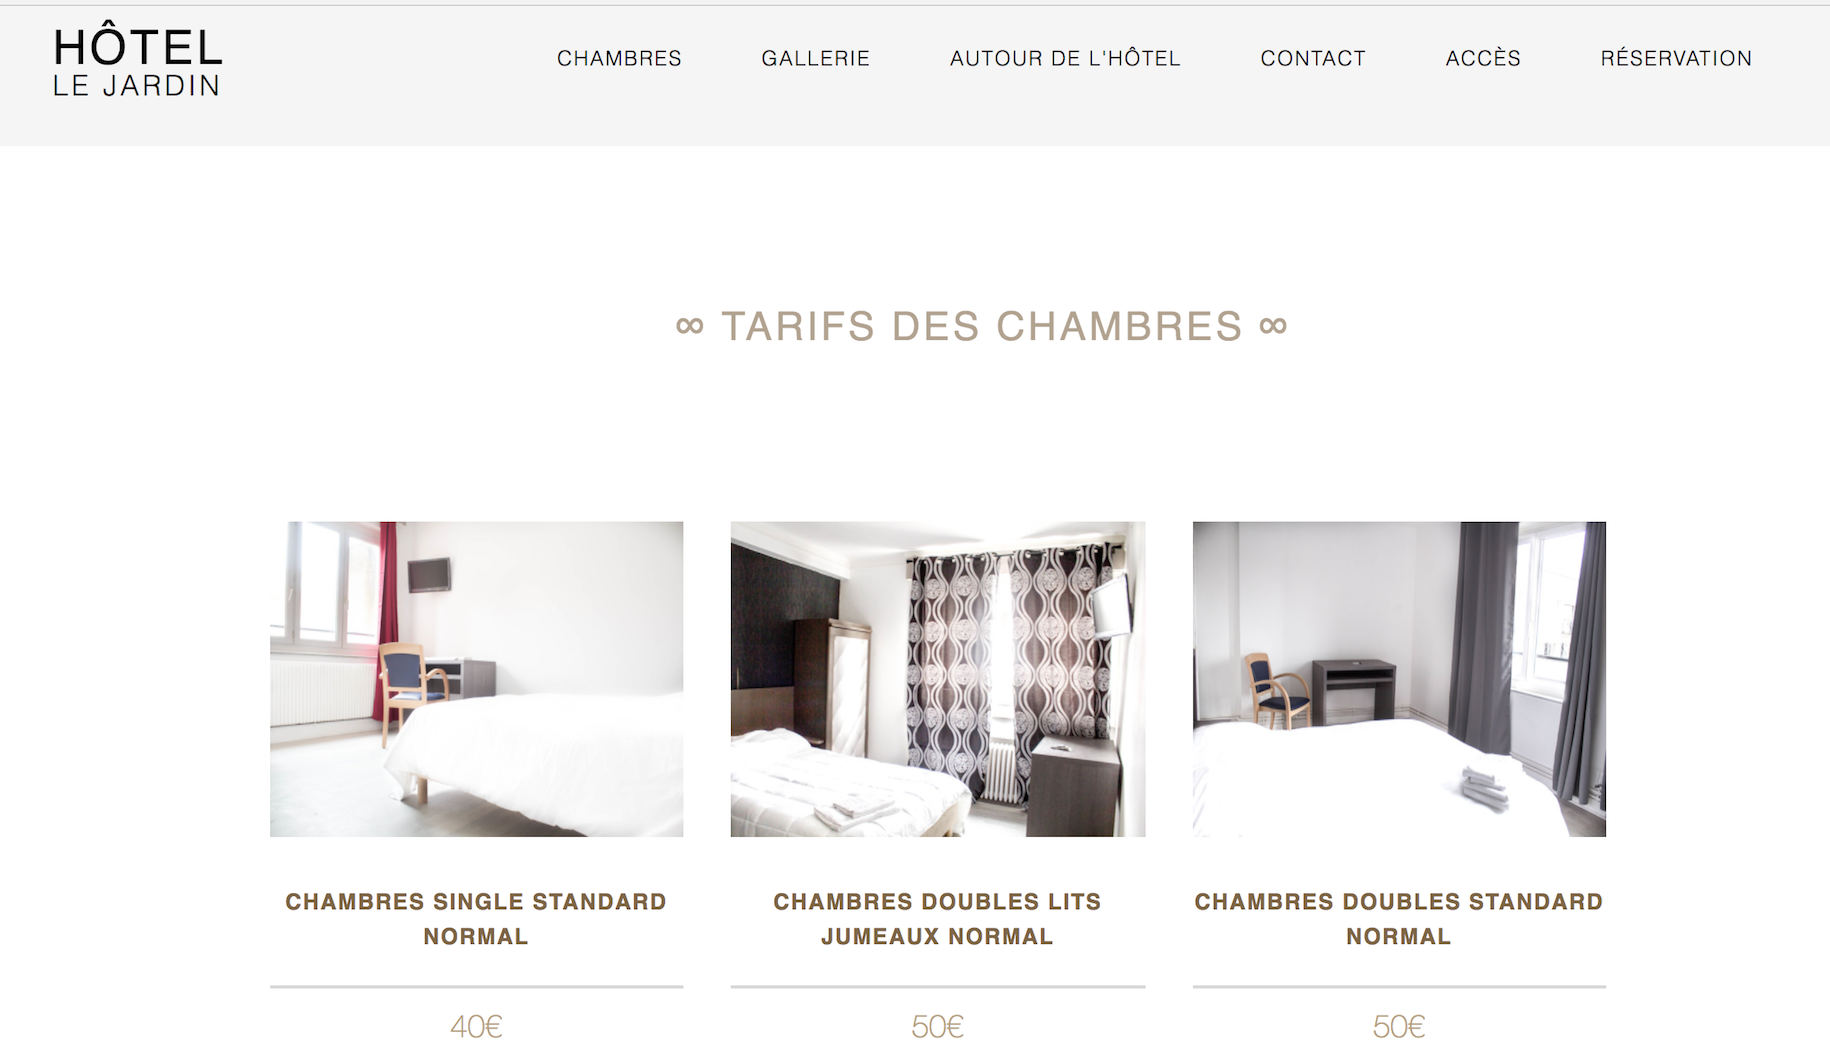 HÔTEL
LE JARDIN
CHAMBRES GALLERIE AUTOUR DE L'HÔTEL CONTACT ACCÈS RÉSERVATION
∞ TARIFS DES CHAMBRES ∞
CHAMBRES SINGLE STANDARD
NORMAL
40€
CHAMBRES DOUBLES LITS
JUMEAUX NORMAL
50€
CHAMBRES DOUBLES STANDARD
NORMAL
50€